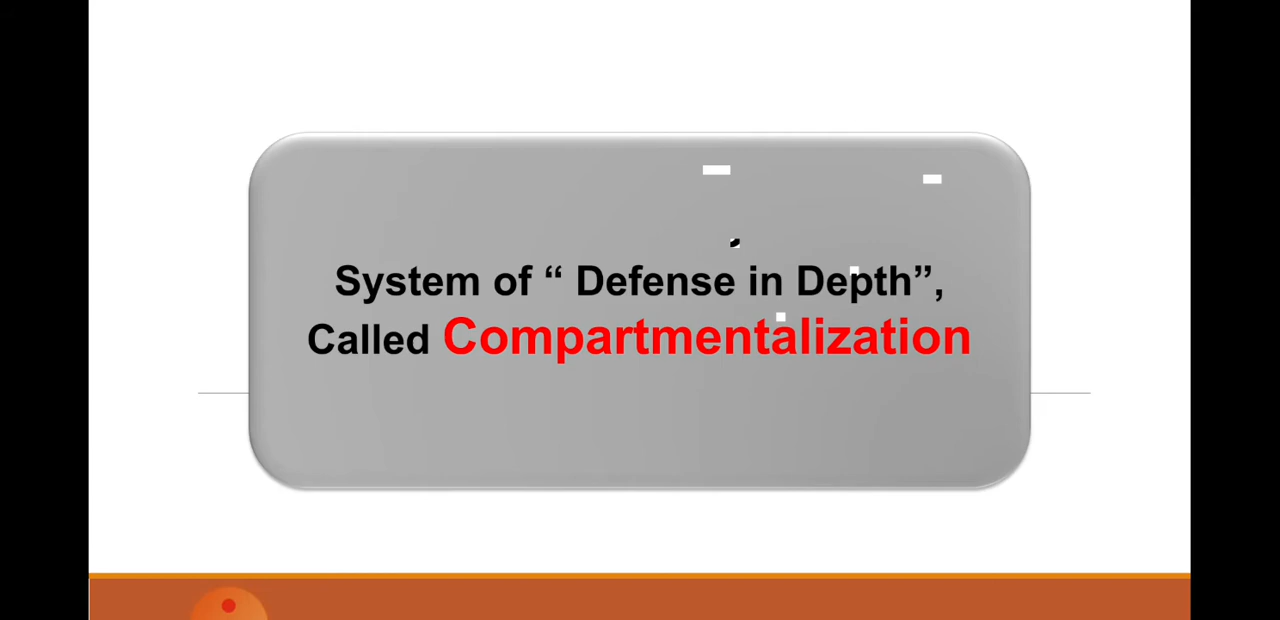 System of “ Defense in Depth”,
Called Compartmentalization